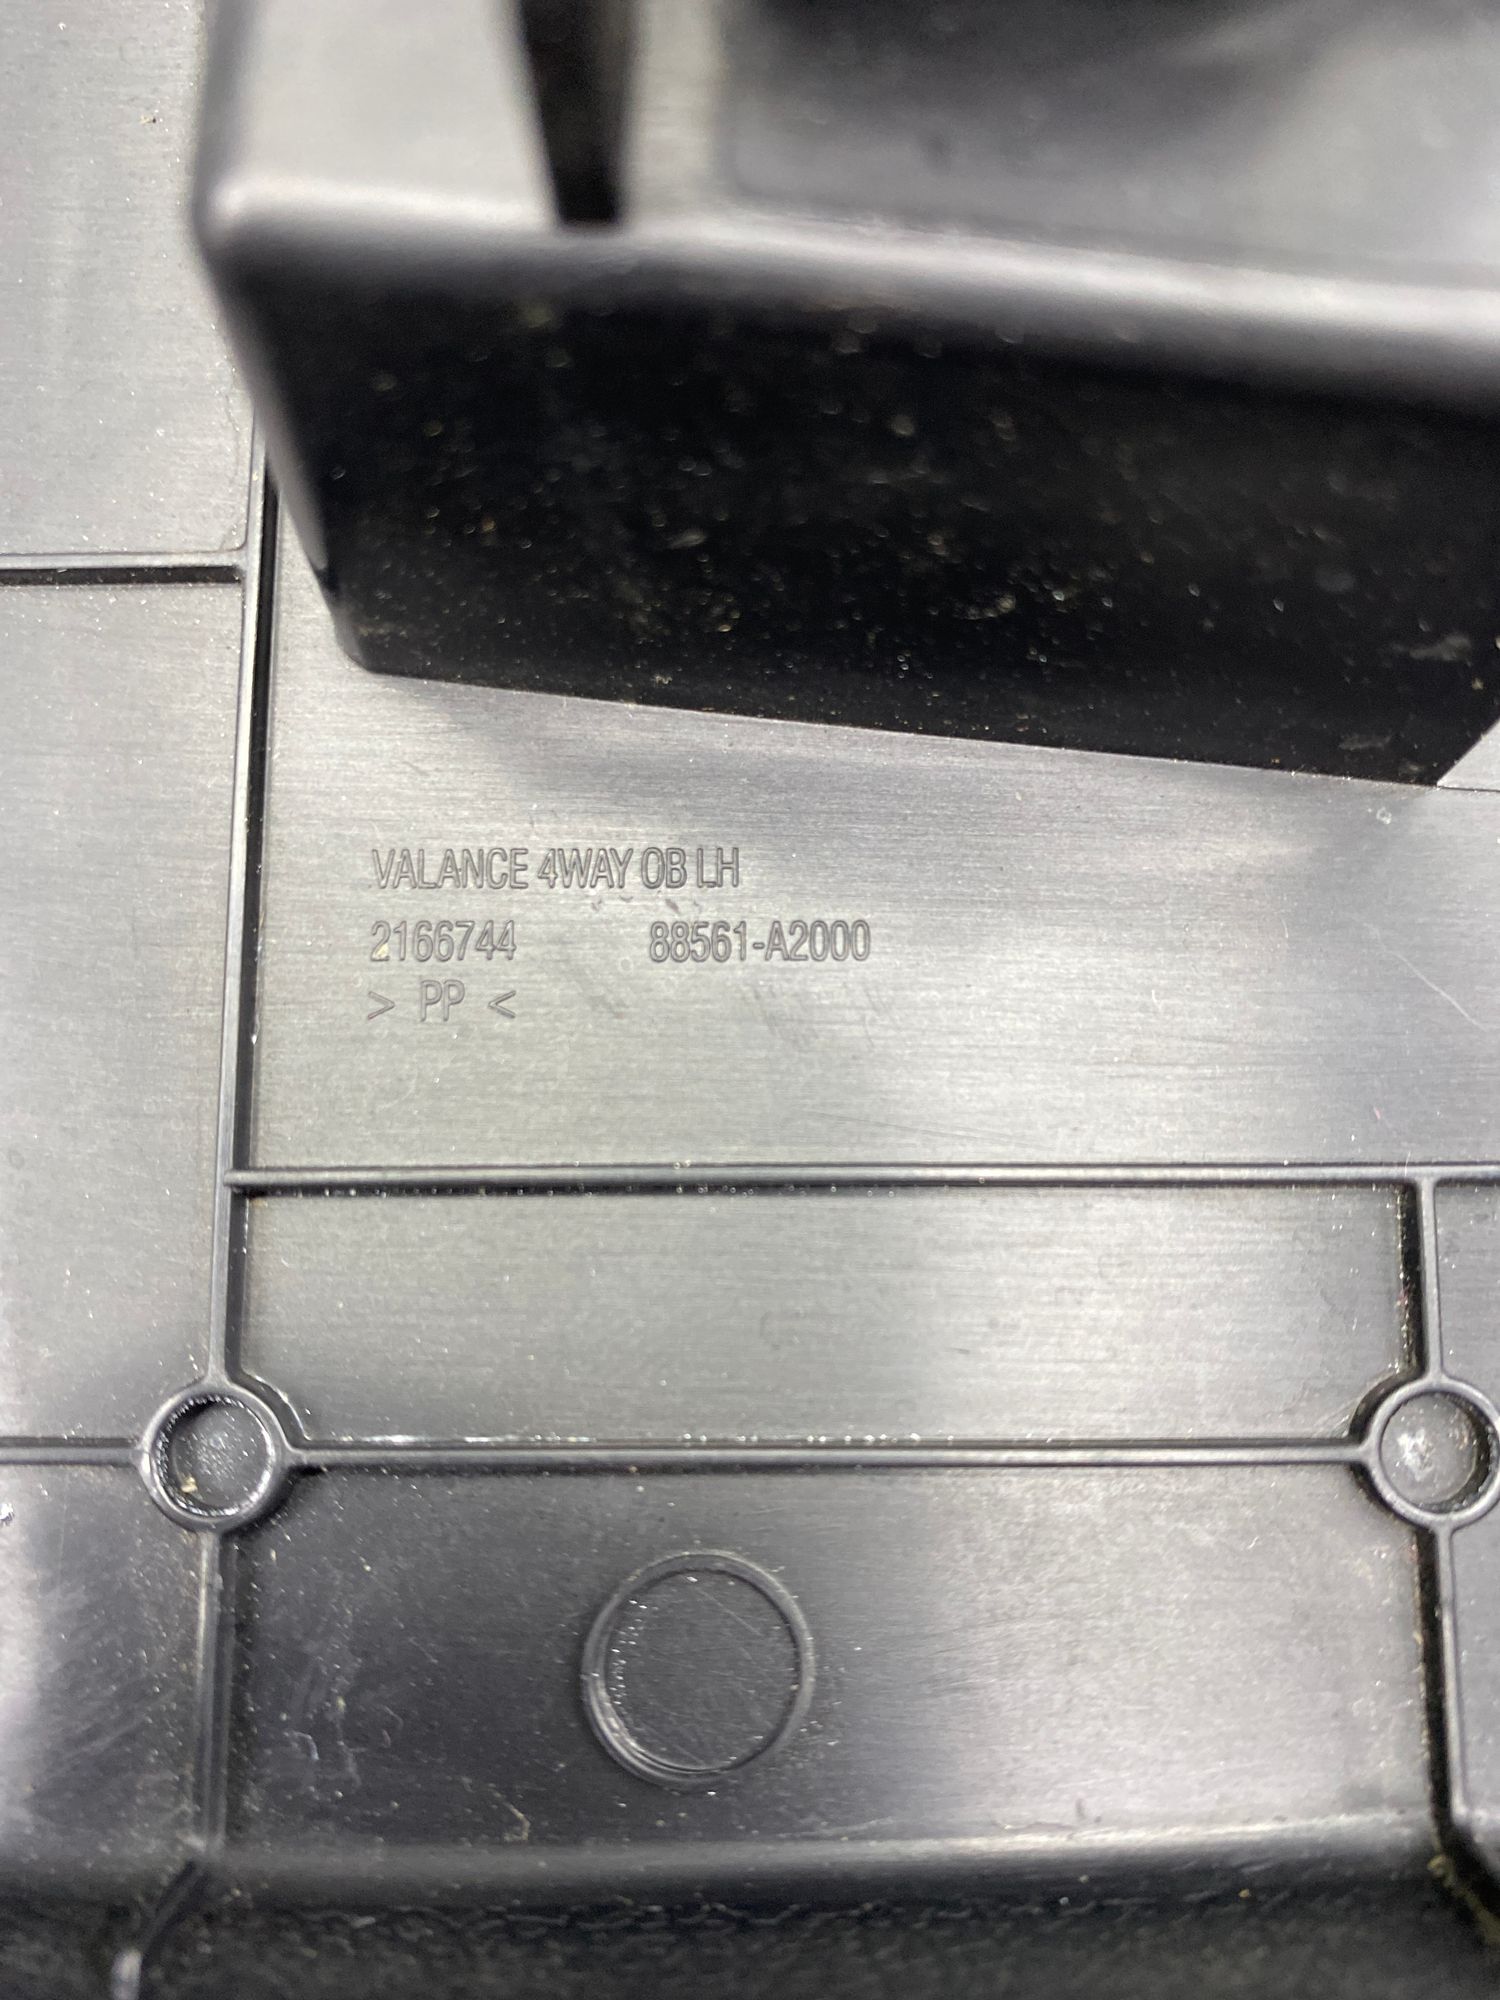 VALANCE 4WAY OB LH
2166744 88561-A2000
> PP <